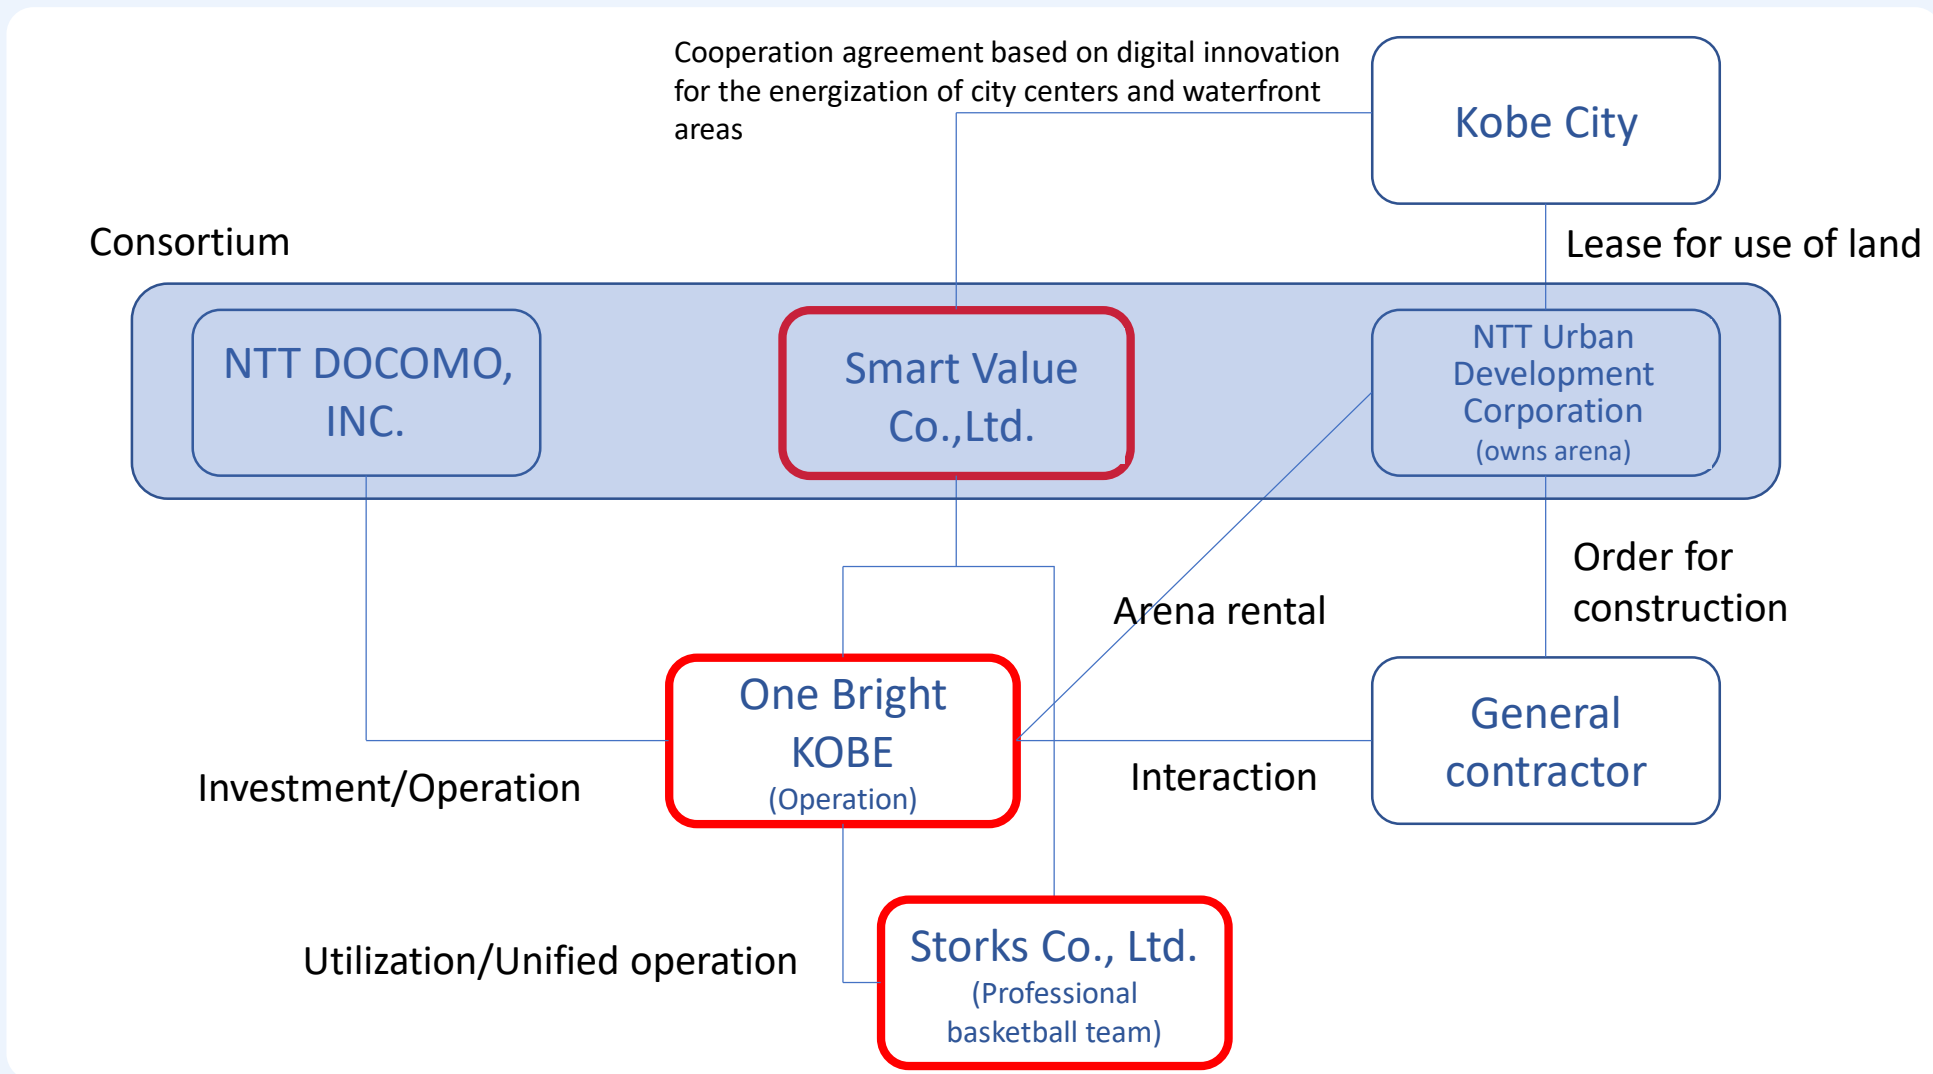 Cooperation agreement based on digital innovation
for the energization of city centers and waterfront
areas
Kobe City
Consortium
Lease for use of land
NTT DOCOMO,
INC.
Smart Value
Co.,Ltd.
NTT Urban
Development
Corporation
(owns arena)
Order for
construction
Arena rental
One Bright
KOBE
(Operation)
General
contractor
Investment/Operation
Interaction
Utilization/Unified operation
Storks Co., Ltd.
(Professional
basketball team)